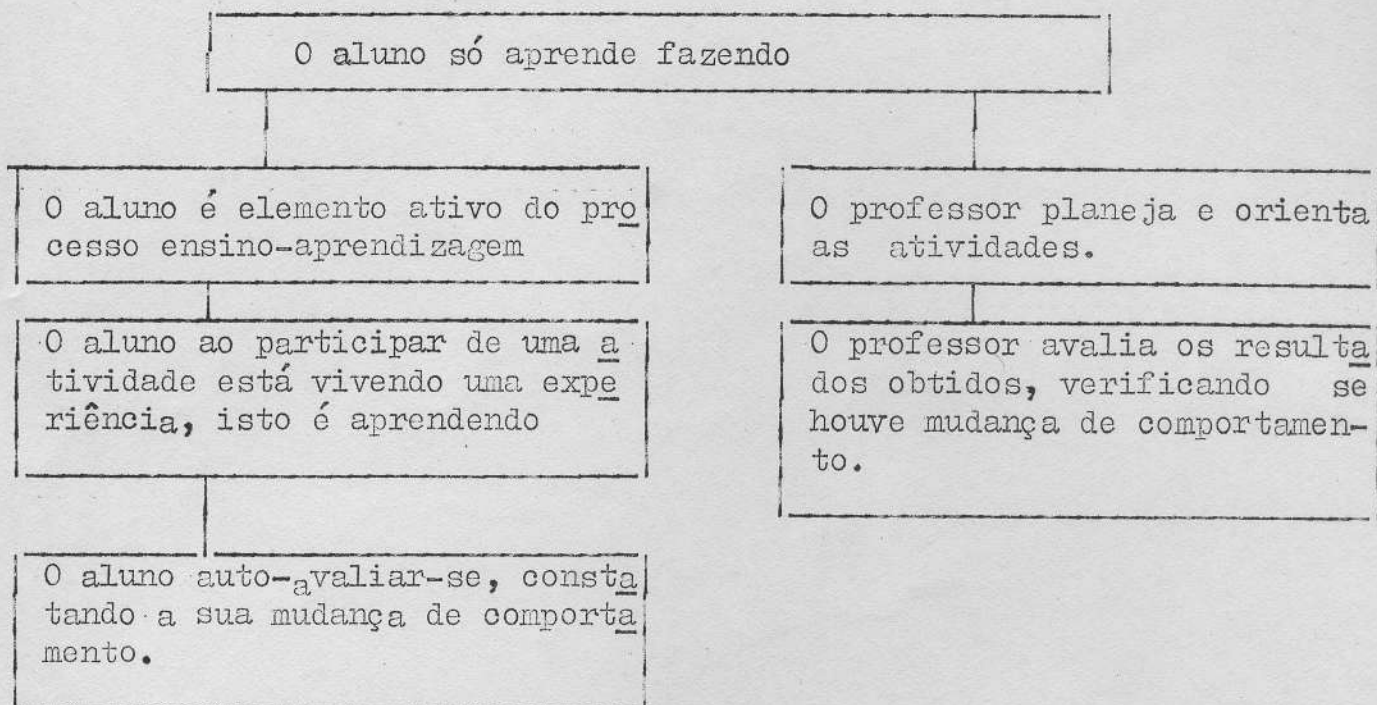 O aluno só aprende fazendo
O aluno é elemento ativo do pro
cesso ensino-aprendizagem
O aluno ao participar de uma a
tividade está vivendo uma expe
riência, isto é aprendendo
O aluno auto-avaliar-se, consta
tando a sua mudança de comporta
mento.
O professor planeja e orienta
as atividades.
O professor avalia os resulta
dos obtidos, verificando se
houve mudança de comportamen-
to.